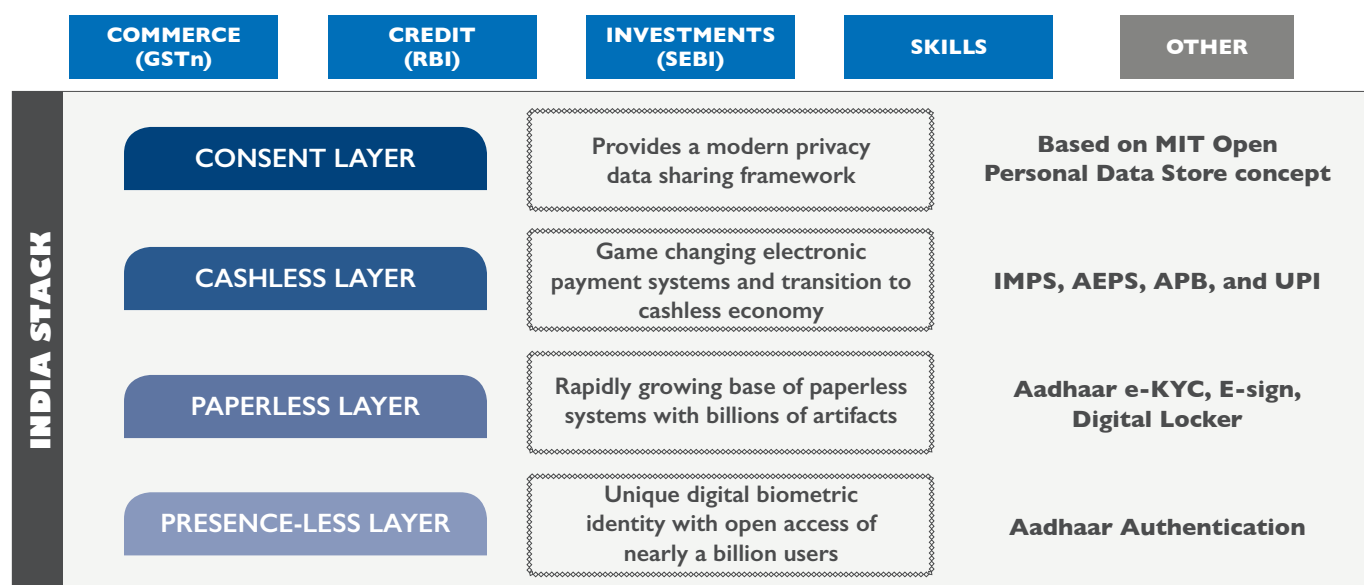 COMMERCE
(GSTn)
CREDIT
(RBI)
INVESTMENTS
(SEBI)
SKILLS
OTHER
INDIA STACK
CONSENT LAYER
Provides a modern privacy
data sharing framework
Based on MIT Open
Personal Data Store concept
CASHLESS LAYER
Game changing electronic
payment systems and transition to
cashless economy
IMPS, AEPS, APB, and UPI
PAPERLESS LAYER
Rapidly growing base of paperless
systems with billions of artifacts
Aadhaar e-KYC, E-sign,
Digital Locker
PRESENCE-LESS LAYER
Unique digital biometric
identity with open access of
nearly a billion users
Aadhaar Authentication